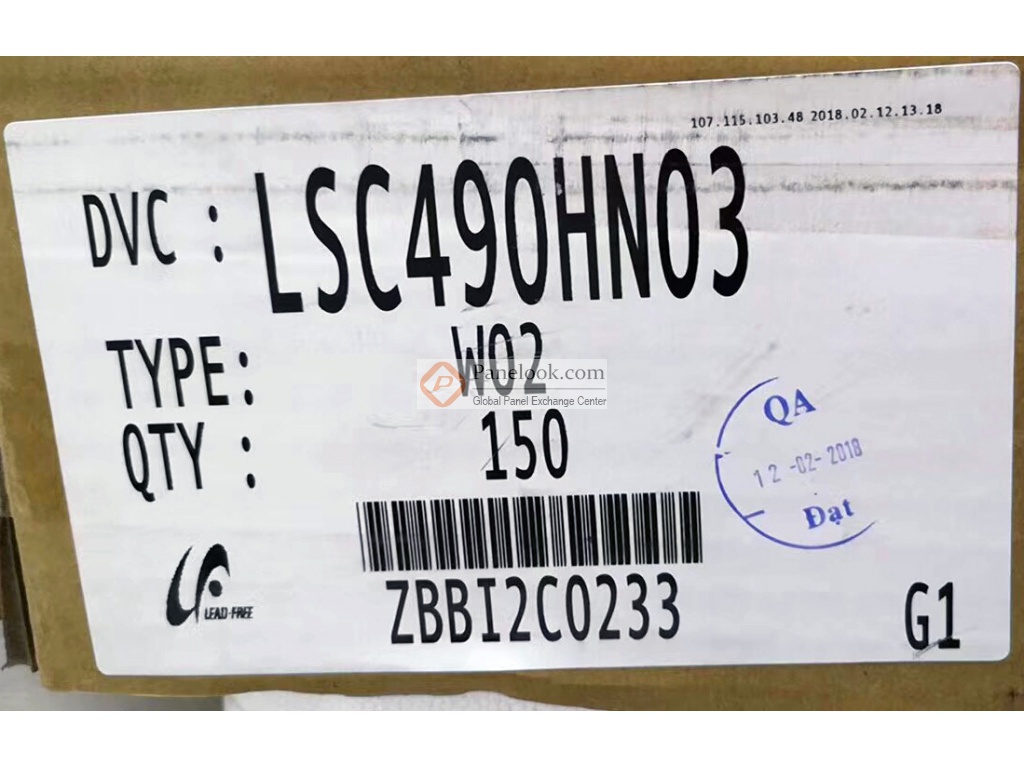 107.115.103.48 2018.02.12.13.18
DVC : LSC490HN03
TYPE: W02
Panelook.com
Global Panel Exchange Center
QTY : 150
QA
12-02-2018
Đạt
ZBBI2C0233
LEAD-FREE
G1